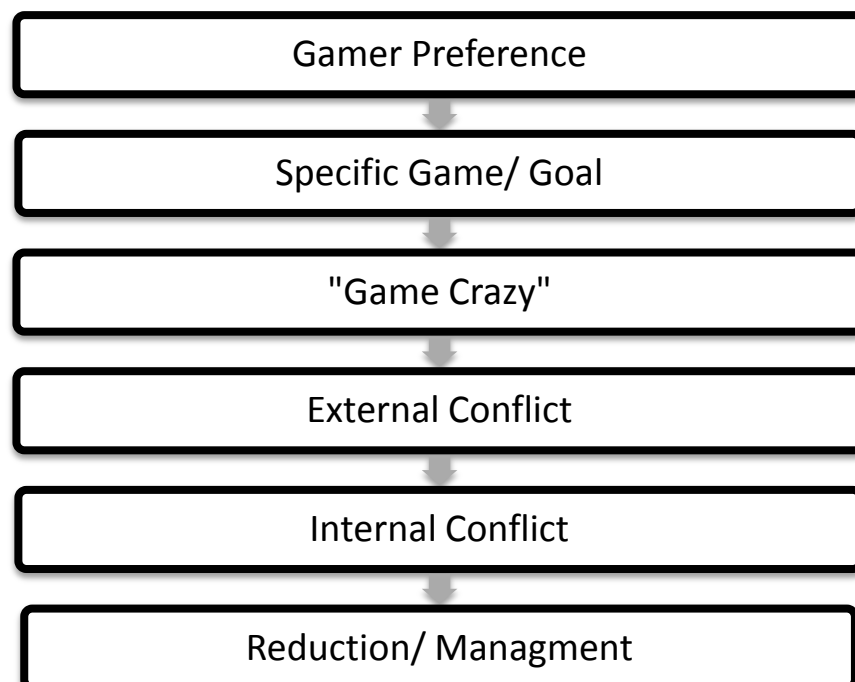 Gamer Preference
Specific Game/ Goal
"Game Crazy"
External Conflict
Internal Conflict
Reduction/ Managment